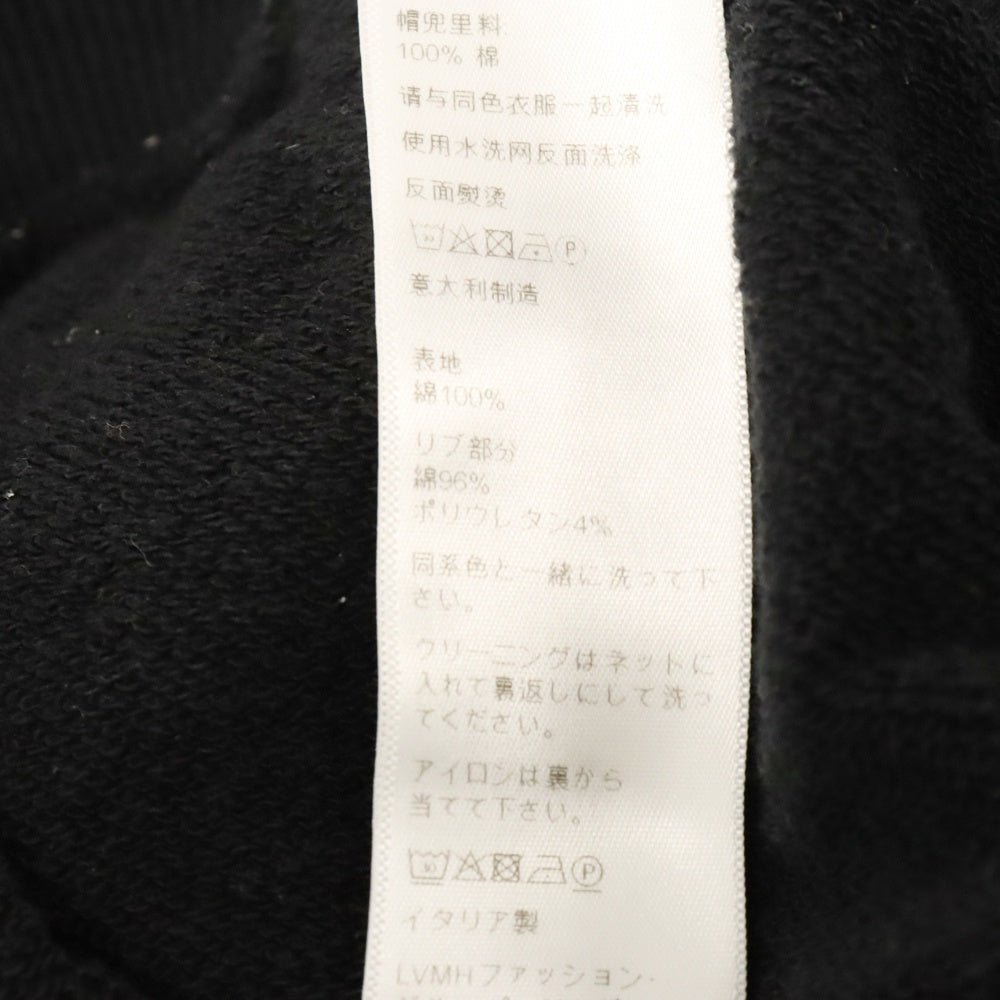 帽兜里料
100% 棉
请与同色衣服一起清洗
使用水洗网反面洗涤
反面熨烫
P
意大利制造
表地
綿100%
リブ部分
綿96%
ポリウレタン4%
同系色と一緒に洗って下
さい。
クリーニングはネットに
入れて裏返しにして洗っ
てください。
アイロンは裏から
当てて下さい。
P
イタリア製
LVMHファッション・